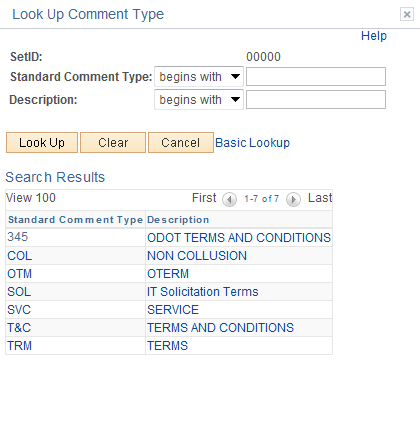 Look Up Comment Type
Help
SetID: 00000
Standard Comment Type: begins with
Description: begins with
Look Up Clear Cancel Basic Lookup
Search Results
View 100 First 1-7 of 7 Last
Standard Comment Type Description
345 ODOT TERMS AND CONDITIONS
COL NON COLLUSION
OTM OTERM
SOL IT Solicitation Terms
SVC SERVICE
T&C TERMS AND CONDITIONS
TRM TERMS